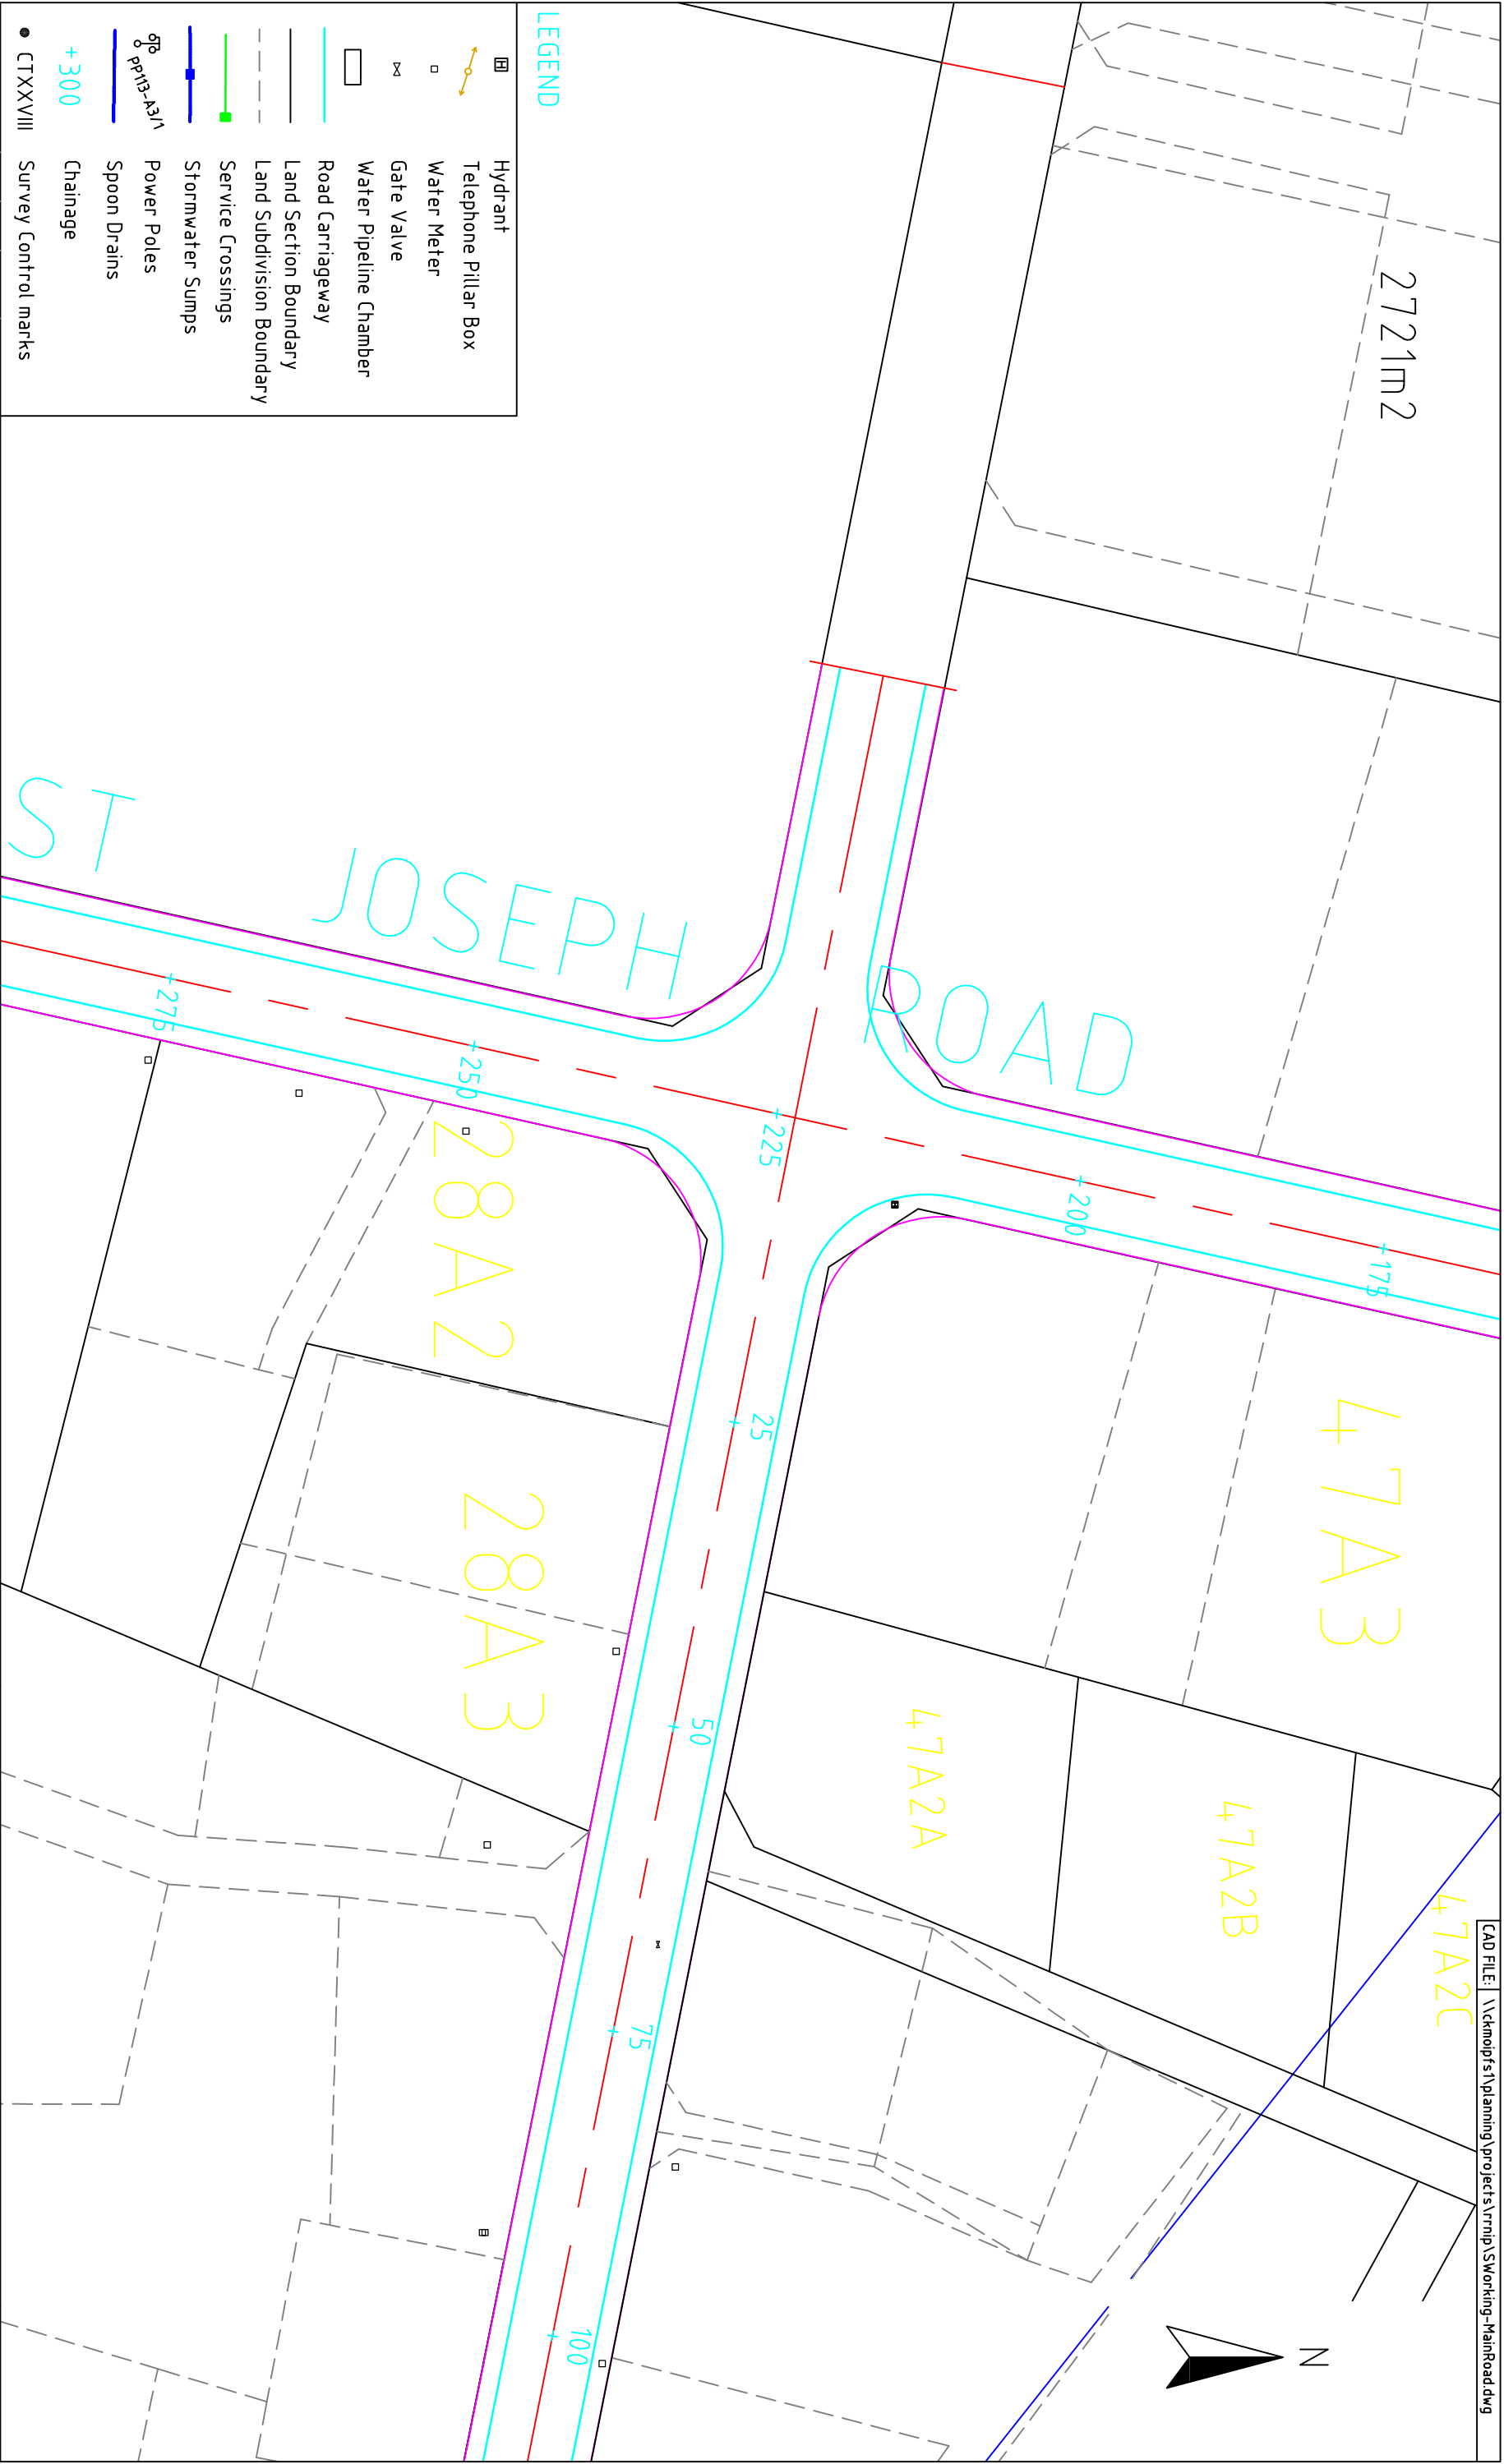 CAD FILE: \\ckmoipfs1\planning\projects\rrnip\SWorking-MainRoad.dwg
N
2721m2
47A3
47A2A
47A2B
47A2C
28A2
28A3
ST JOSEPH ROAD
+175
+200
+225
+250
+275
+ 25
+ 50
+ 75
+ 100
LEGEND
H Hydrant
Telephone Pillar Box
Water Meter
Gate Valve
Water Pipeline Chamber
Road Carriageway
Land Section Boundary
Land Subdivision Boundary
Service Crossings
Stormwater Sumps
PP113-A3/1 Power Poles
Spoon Drains
+300 Chainage
CTXXVIII Survey Control marks